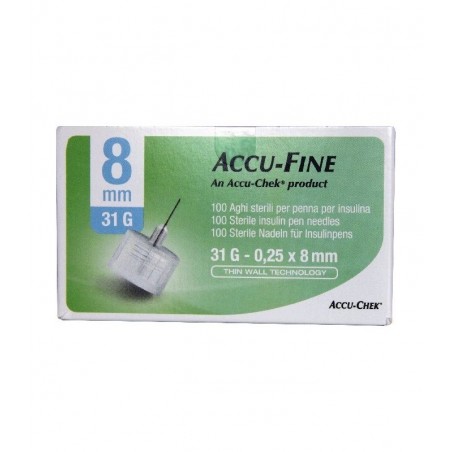 8
mm
31 G
ACCU-FINE
An Accu-Chek® product
100 Aghi sterili per penna per insulina
100 Sterile insulin pen needles
100 Sterile Nadeln für Insulinpens
31 G - 0,25 x 8 mm
THIN WALL TECHNOLOGY
ACCU-CHEK®